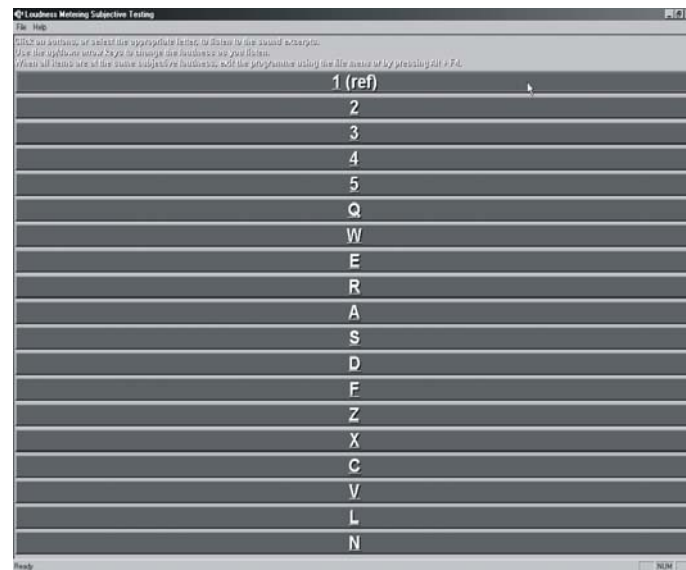 Loudness Metering Subjective Testing
File Help
Click on buttons, or select the appropriate letter, to listen to the sound excerpts.
Use the up/down arrow keys to change the loudness as you listen.
When all items are at the same subjective loudness, exit the programme using the file menu or by pressing Alt + F4.
1 (ref)
2
3
4
5
Q
W
E
R
A
S
D
F
Z
X
C
V
L
N
Ready NUM